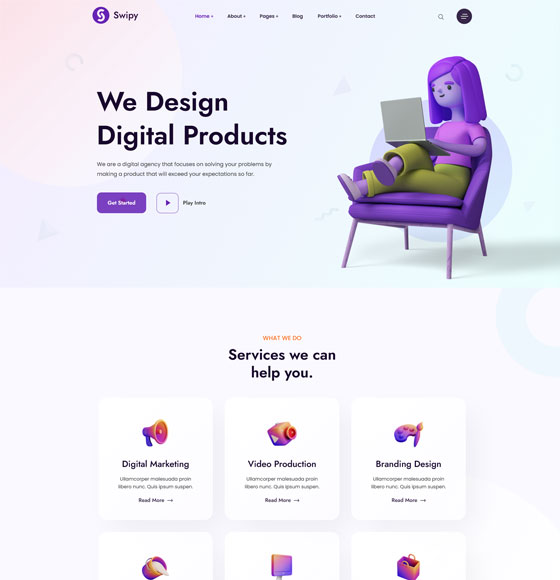 Swipy
Home +
About +
Pages +
Blog
Portfolio +
Contact
We Design
Digital Products
We are a digital agency that focuses on solving your problems by
making a product that will exceed your expectations so far.
Get Started
Play Intro
WHAT WE DO
Services we can
help you.
Digital Marketing
Ullamcorper malesuada proin
libero nunc. Quis ipsum suspen.
Read More →
Video Production
Ullamcorper malesuada proin
libero nunc. Quis ipsum suspen.
Read More →
Branding Design
Ullamcorper malesuada proin
libero nunc. Quis ipsum suspen.
Read More →